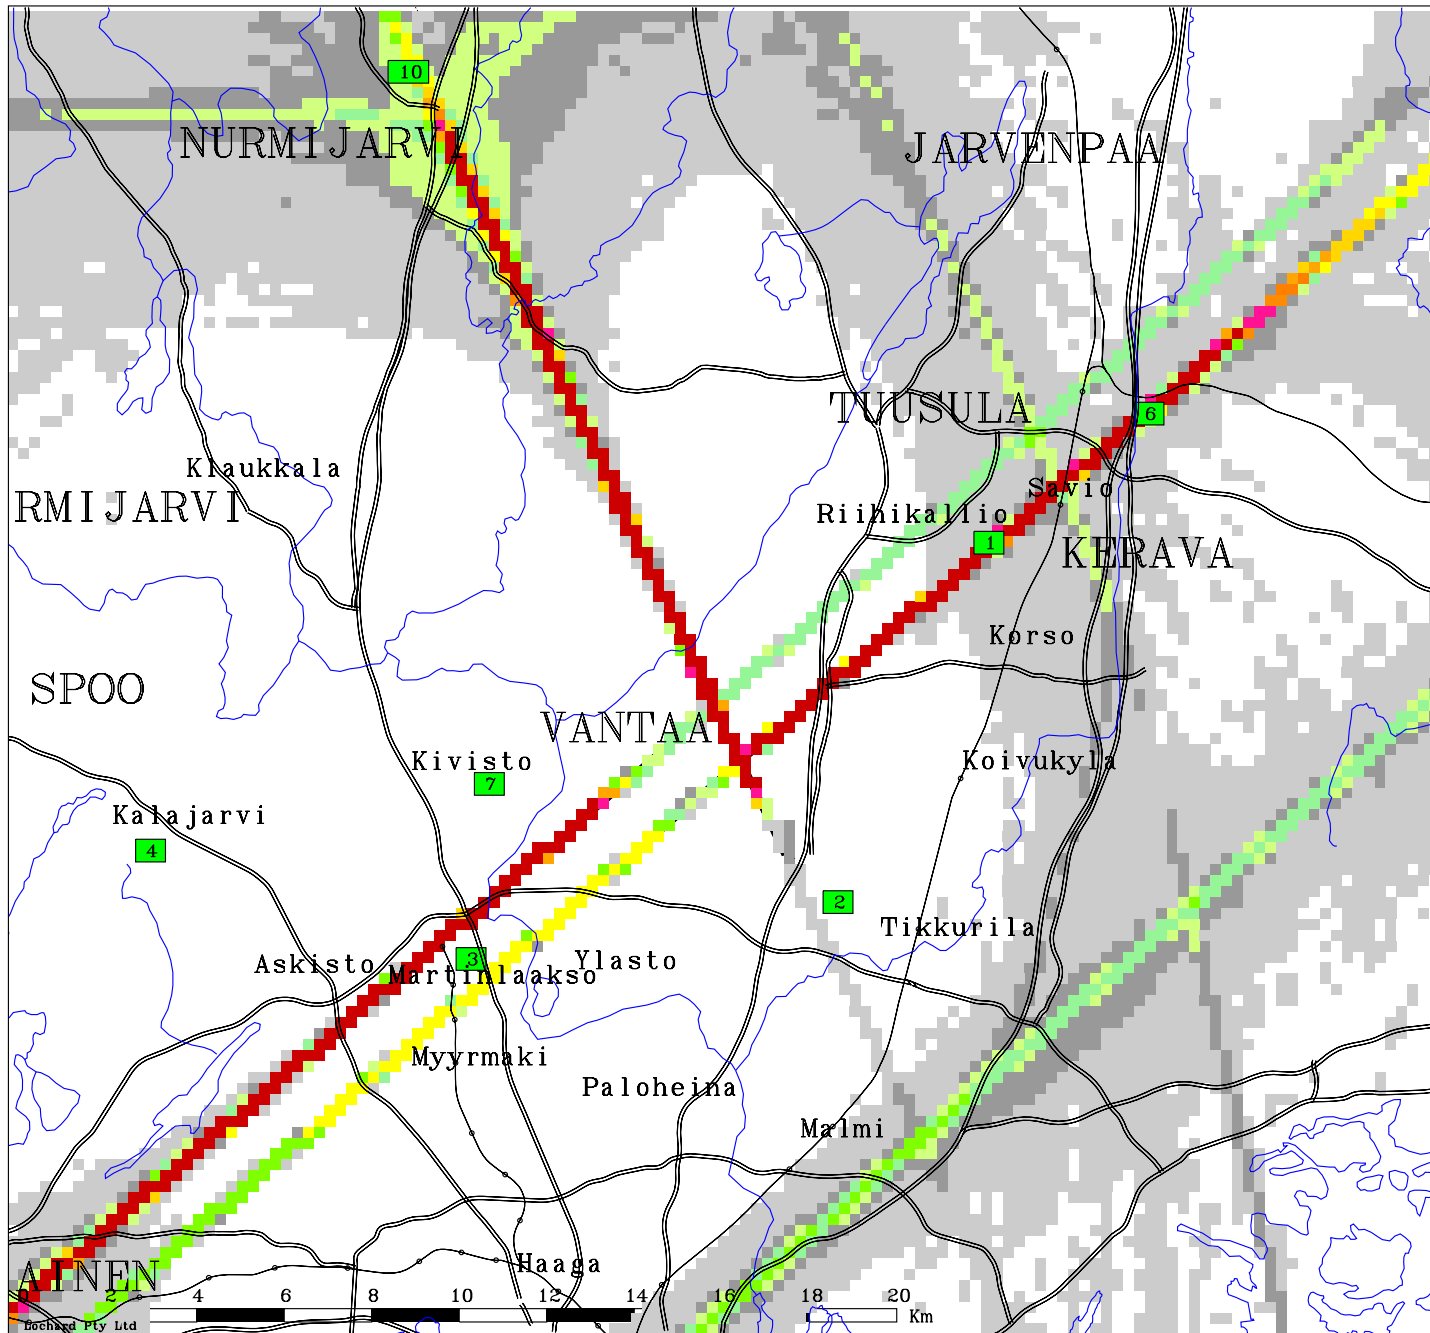 10
NURMIJARVI
JARVENPAA
TUUSULA
6
Klaukkala
Savio
RMIJARVI
Riihikallio
1
KERAVA
Korso
SPOO
VANTAA
Kivisto
Koivukyla
7
Kalajarvi
4
2
Tikkurila
Askisto
3
Ylasto
Martinlaakso
Myyrmaki
Paloheina
Malmi
Haaga
AINEN
0 2 4 6 8 10 12 14 16 18 20 Km
Lochard Pty Ltd